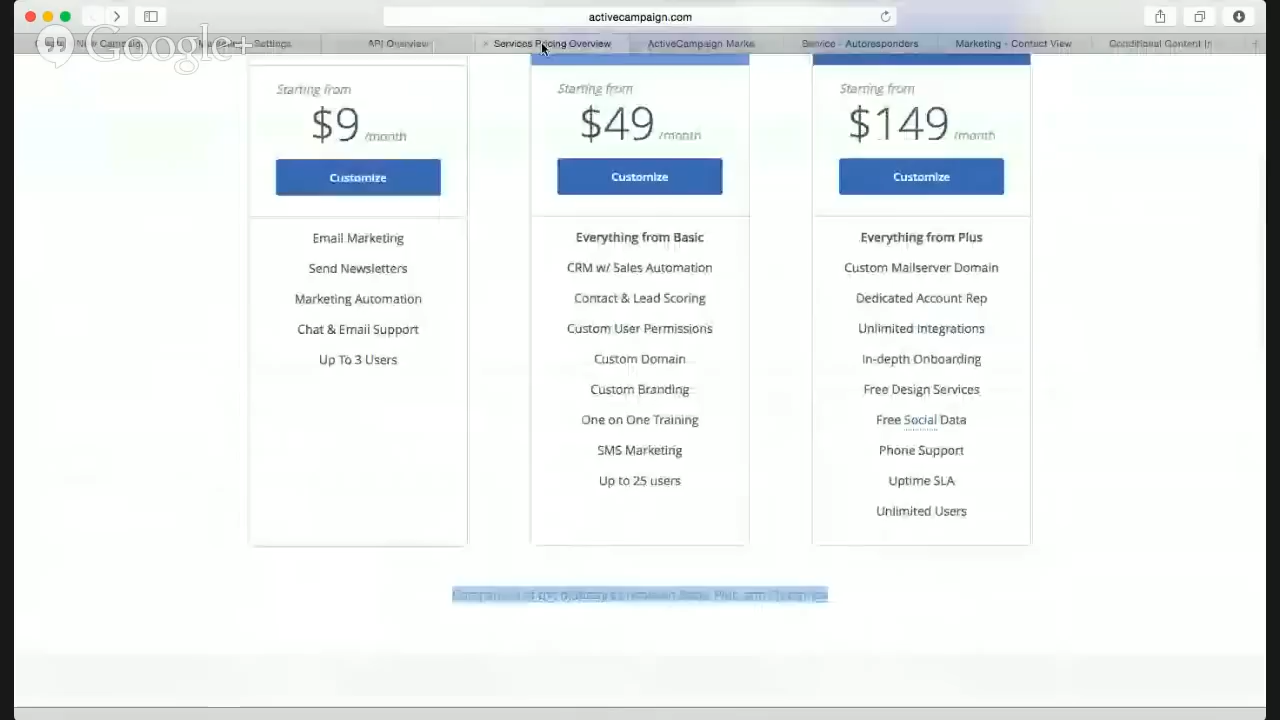 activecampaign.com
Google+
New Campaign
Settings
API Overview
Services Pricing Overview
ActiveCampaign Marke
Service - Autoresponders
Marketing - Contact View
Conditional Content
Starting from
$9 /month
Customize
Email Marketing
Send Newsletters
Marketing Automation
Chat & Email Support
Up To 3 Users
Starting from
$49 /month
Customize
Everything from Basic
CRM w/ Sales Automation
Contact & Lead Scoring
Custom User Permissions
Custom Domain
Custom Branding
One on One Training
SMS Marketing
Up to 25 users
Starting from
$149 /month
Customize
Everything from Plus
Custom Mailserver Domain
Dedicated Account Rep
Unlimited Integrations
In-depth Onboarding
Free Design Services
Free Social Data
Phone Support
Uptime SLA
Unlimited Users